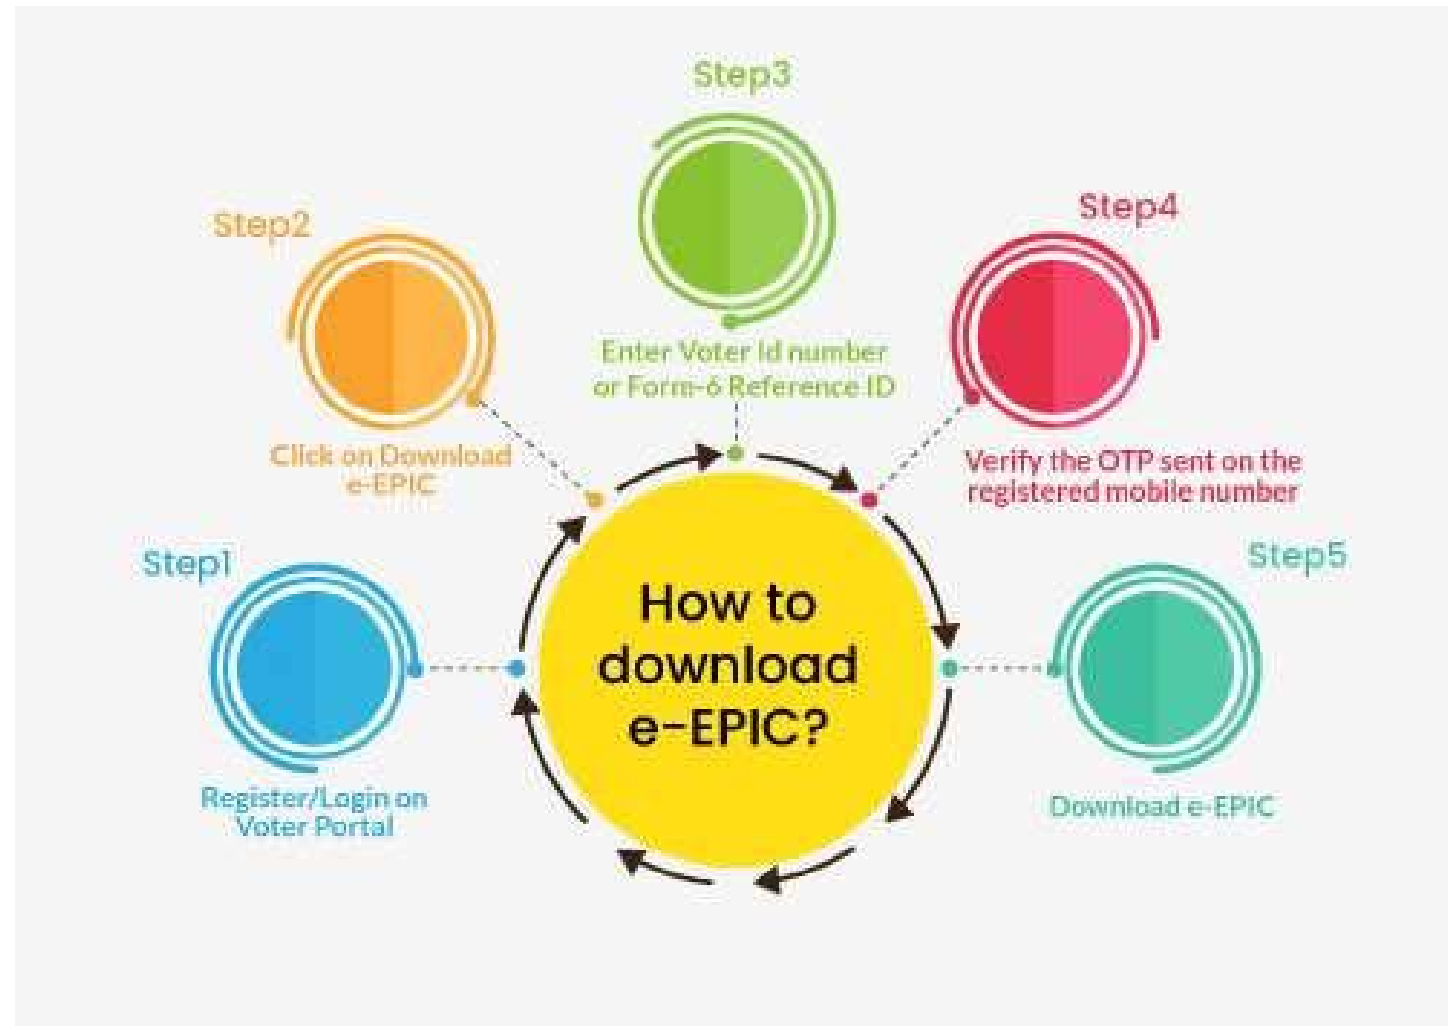 Step1
Register/Login on
Voter Portal
Step2
Click on Download
e-EPIC
Step3
Enter Voter Id number
or Form-6 Reference ID
Step4
Verify the OTP sent on the
registered mobile number
Step5
Download e-EPIC
How to
download
e-EPIC?